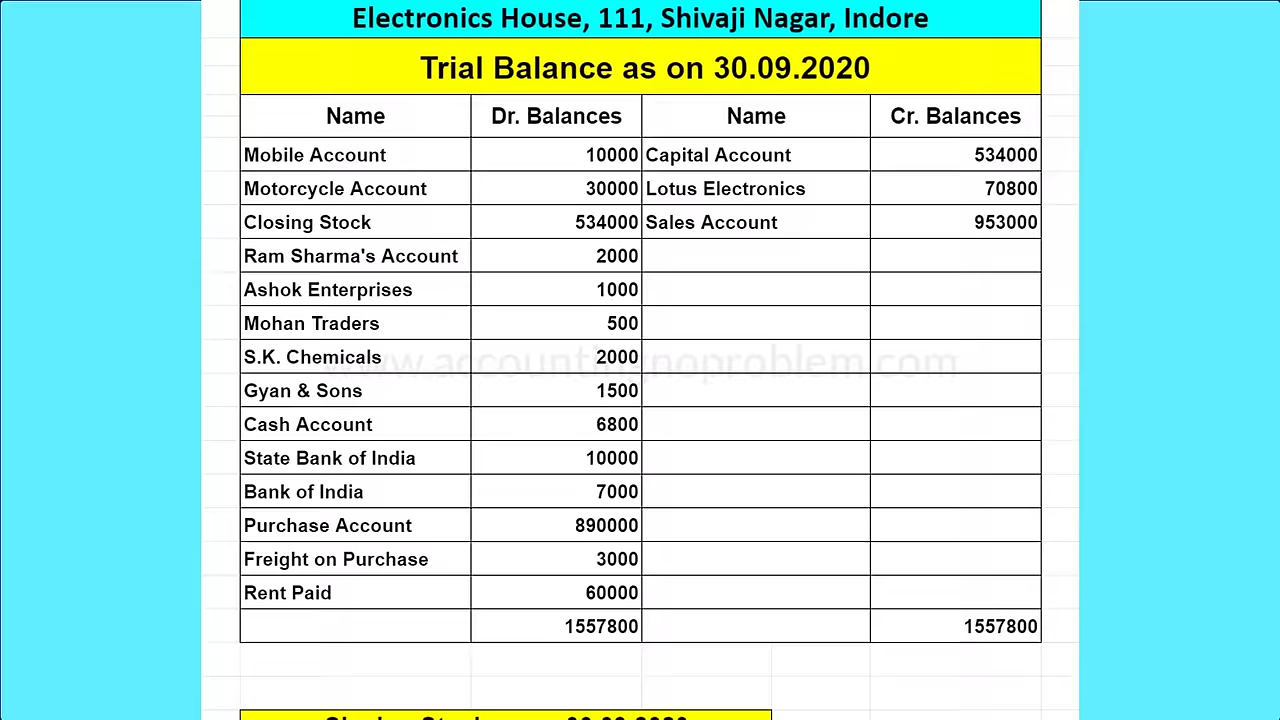 Electronics House, 111, Shivaji Nagar, Indore
Trial Balance as on 30.09.2020
Name Dr. Balances Name Cr. Balances
Mobile Account 10000 Capital Account 534000
Motorcycle Account 30000 Lotus Electronics 70800
Closing Stock 534000 Sales Account 953000
Ram Sharma's Account 2000
Ashok Enterprises 1000
Mohan Traders 500
S.K. Chemicals 2000
www.accountingnoproblem.com
Gyan & Sons 1500
Cash Account 6800
State Bank of India 10000
Bank of India 7000
Purchase Account 890000
Freight on Purchase 3000
Rent Paid 60000
1557800 1557800